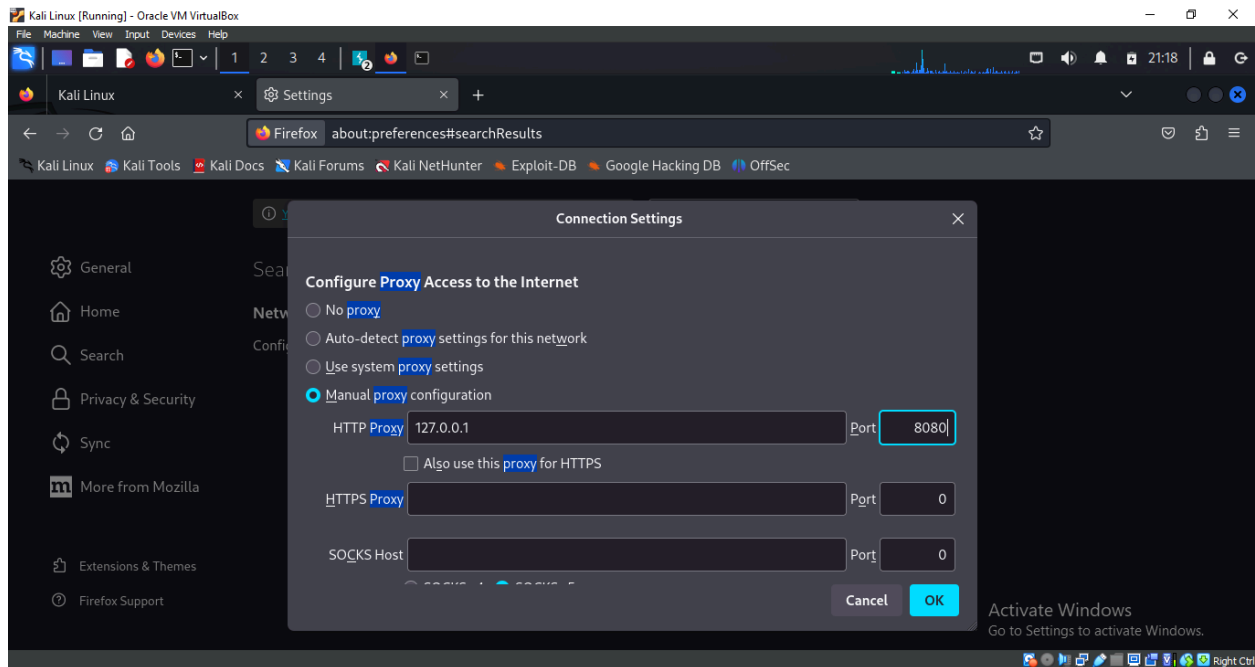 Kali Linux [Running] - Oracle VM VirtualBox
File Machine View Input Devices Help
1 2 3 4 2 21:18
Kali Linux Settings
Firefox about:preferences#searchResults
Kali Linux Kali Tools Kali Docs Kali Forums Kali NetHunter Exploit-DB Google Hacking DB OffSec
Connection Settings
General
Home
Search
Privacy & Security
Sync
More from Mozilla
Extensions & Themes
Firefox Support
Configure Proxy Access to the Internet
No proxy
Auto-detect proxy settings for this network
Use system proxy settings
Manual proxy configuration
HTTP Proxy 127.0.0.1 Port 8080
Also use this proxy for HTTPS
HTTPS Proxy Port 0
SOCKS Host Port 0
Cancel OK
Activate Windows
Go to Settings to activate Windows.
Right Ctrl